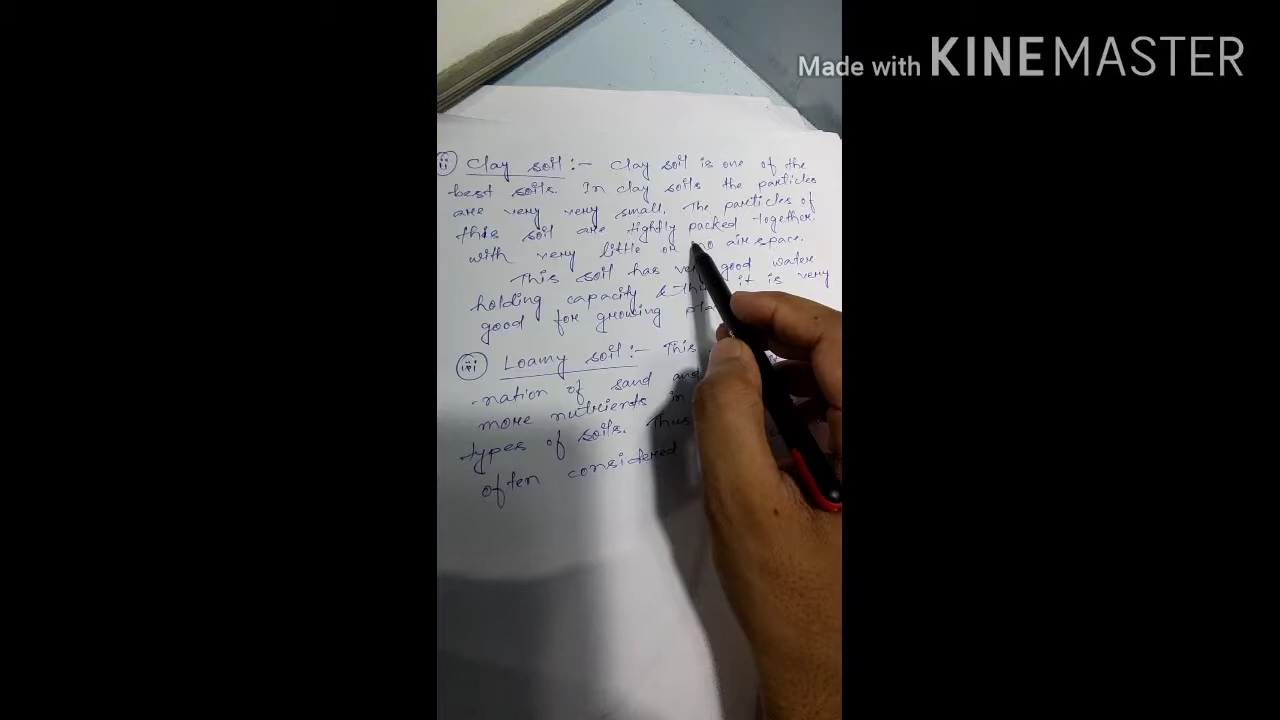 Made with KINEMASTER
ii Clay soil :- Clay soil is one of the
best soils. In clay soils the particles
are very very small. The particles of
this soil are tightly packed together
with very little or no air space.
This soil has very good water
holding capacity & it is very
good for growing
iii Loamy soil :- This
-nation of sand and
more nutrients in
types of soils. Thus
often considered